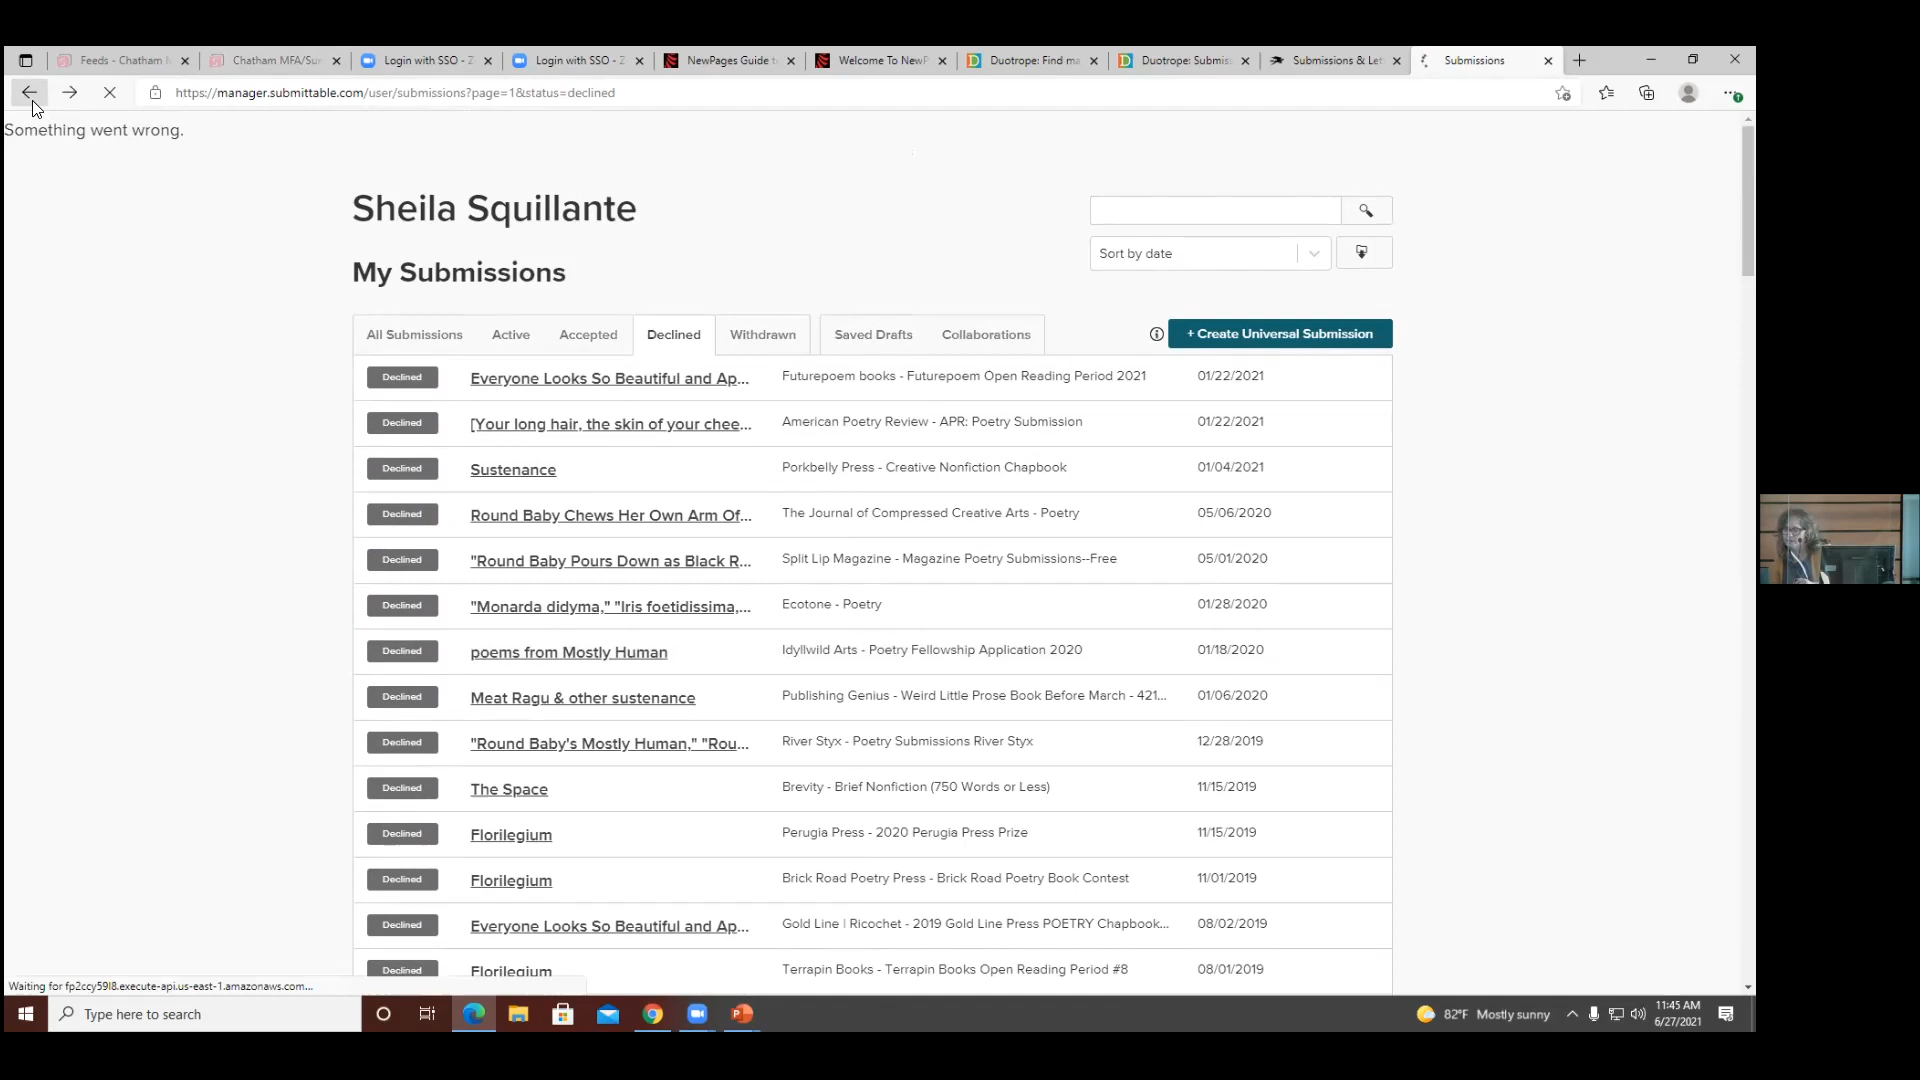 Feeds - Chatham
Chatham MFA/Sur
Login with SSO - Z
Login with SSO - Z
NewPages Guide t
Welcome To NewP
Duotrope: Find ma
Duotrope: Submis
Submissions & Let
Submissions
https://manager.submittable.com/user/submissions?page=1&status=declined
Something went wrong.
Sheila Squillante
Sort by date
My Submissions
All Submissions Active Accepted Declined Withdrawn Saved Drafts Collaborations + Create Universal Submission
Declined Everyone Looks So Beautiful and Ap... Futurepoem books - Futurepoem Open Reading Period 2021 01/22/2021
Declined [Your long hair, the skin of your chee... American Poetry Review - APR: Poetry Submission 01/22/2021
Declined Sustenance Porkbelly Press - Creative Nonfiction Chapbook 01/04/2021
Declined Round Baby Chews Her Own Arm Of... The Journal of Compressed Creative Arts - Poetry 05/06/2020
Declined "Round Baby Pours Down as Black R... Split Lip Magazine - Magazine Poetry Submissions--Free 05/01/2020
Declined "Monarda didyma," "Iris foetidissima,... Ecotone - Poetry 01/28/2020
Declined poems from Mostly Human Idyllwild Arts - Poetry Fellowship Application 2020 01/18/2020
Declined Meat Ragu & other sustenance Publishing Genius - Weird Little Prose Book Before March - 421... 01/06/2020
Declined "Round Baby's Mostly Human," "Rou... River Styx - Poetry Submissions River Styx 12/28/2019
Declined The Space Brevity - Brief Nonfiction (750 Words or Less) 11/15/2019
Declined Florilegium Perugia Press - 2020 Perugia Press Prize 11/15/2019
Declined Florilegium Brick Road Poetry Press - Brick Road Poetry Book Contest 11/01/2019
Declined Everyone Looks So Beautiful and Ap... Gold Line | Ricochet - 2019 Gold Line Press POETRY Chapbook... 08/02/2019
Declined Florilegium Terrapin Books - Terrapin Books Open Reading Period #8 08/01/2019
Waiting for fp2ccy59l8.execute-api.us-east-1.amazonaws.com...
Type here to search
82°F Mostly sunny
11:45 AM
6/27/2021